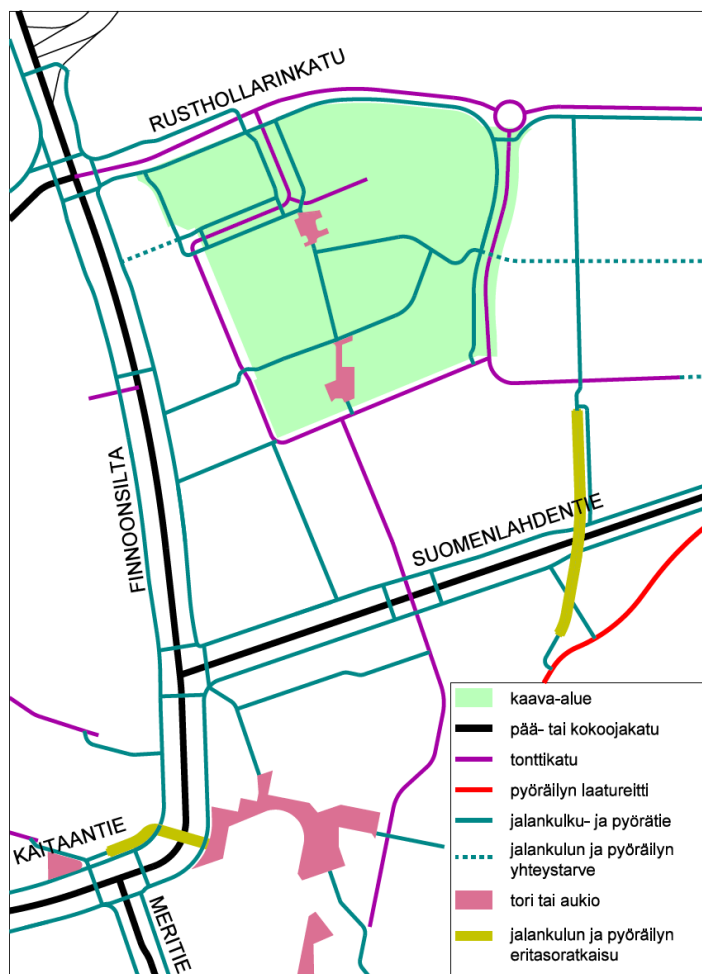 RUSTHOLLARINKATU
FINNOONSILTA
SUOMENLAHDENTIE
KAITAANTIE
MERITIE
kaava-alue
pää- tai kokoojakatu
tonttikatu
pyöräilyn laatureitti
jalankulku- ja pyörätie
jalankulun ja pyöräilyn
yhteystarve
tori tai aukio
jalankulun ja pyöräilyn
eritasoratkaisu